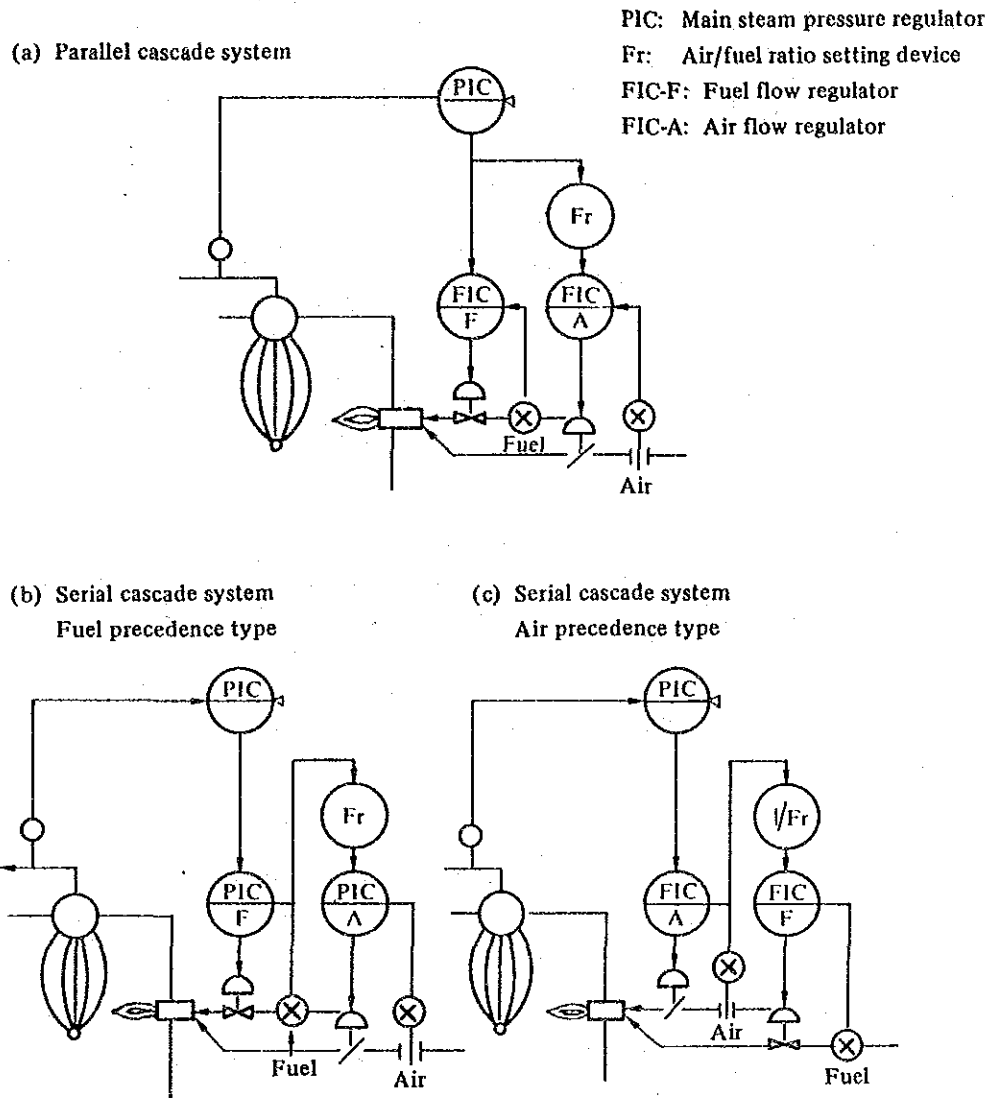 PIC: Main steam pressure regulator
(a) Parallel cascade system
Fr: Air/fuel ratio setting device
FIC-F: Fuel flow regulator
FIC-A: Air flow regulator
PIC
Fr
FIC
F
FIC
A
Fuel
Air
(b) Serial cascade system
Fuel precedence type
PIC
Fr
PIC
F
PIC
A
Fuel
Air
(c) Serial cascade system
Air precedence type
PIC
1/Fr
FIC
A
FIC
F
Air
Fuel